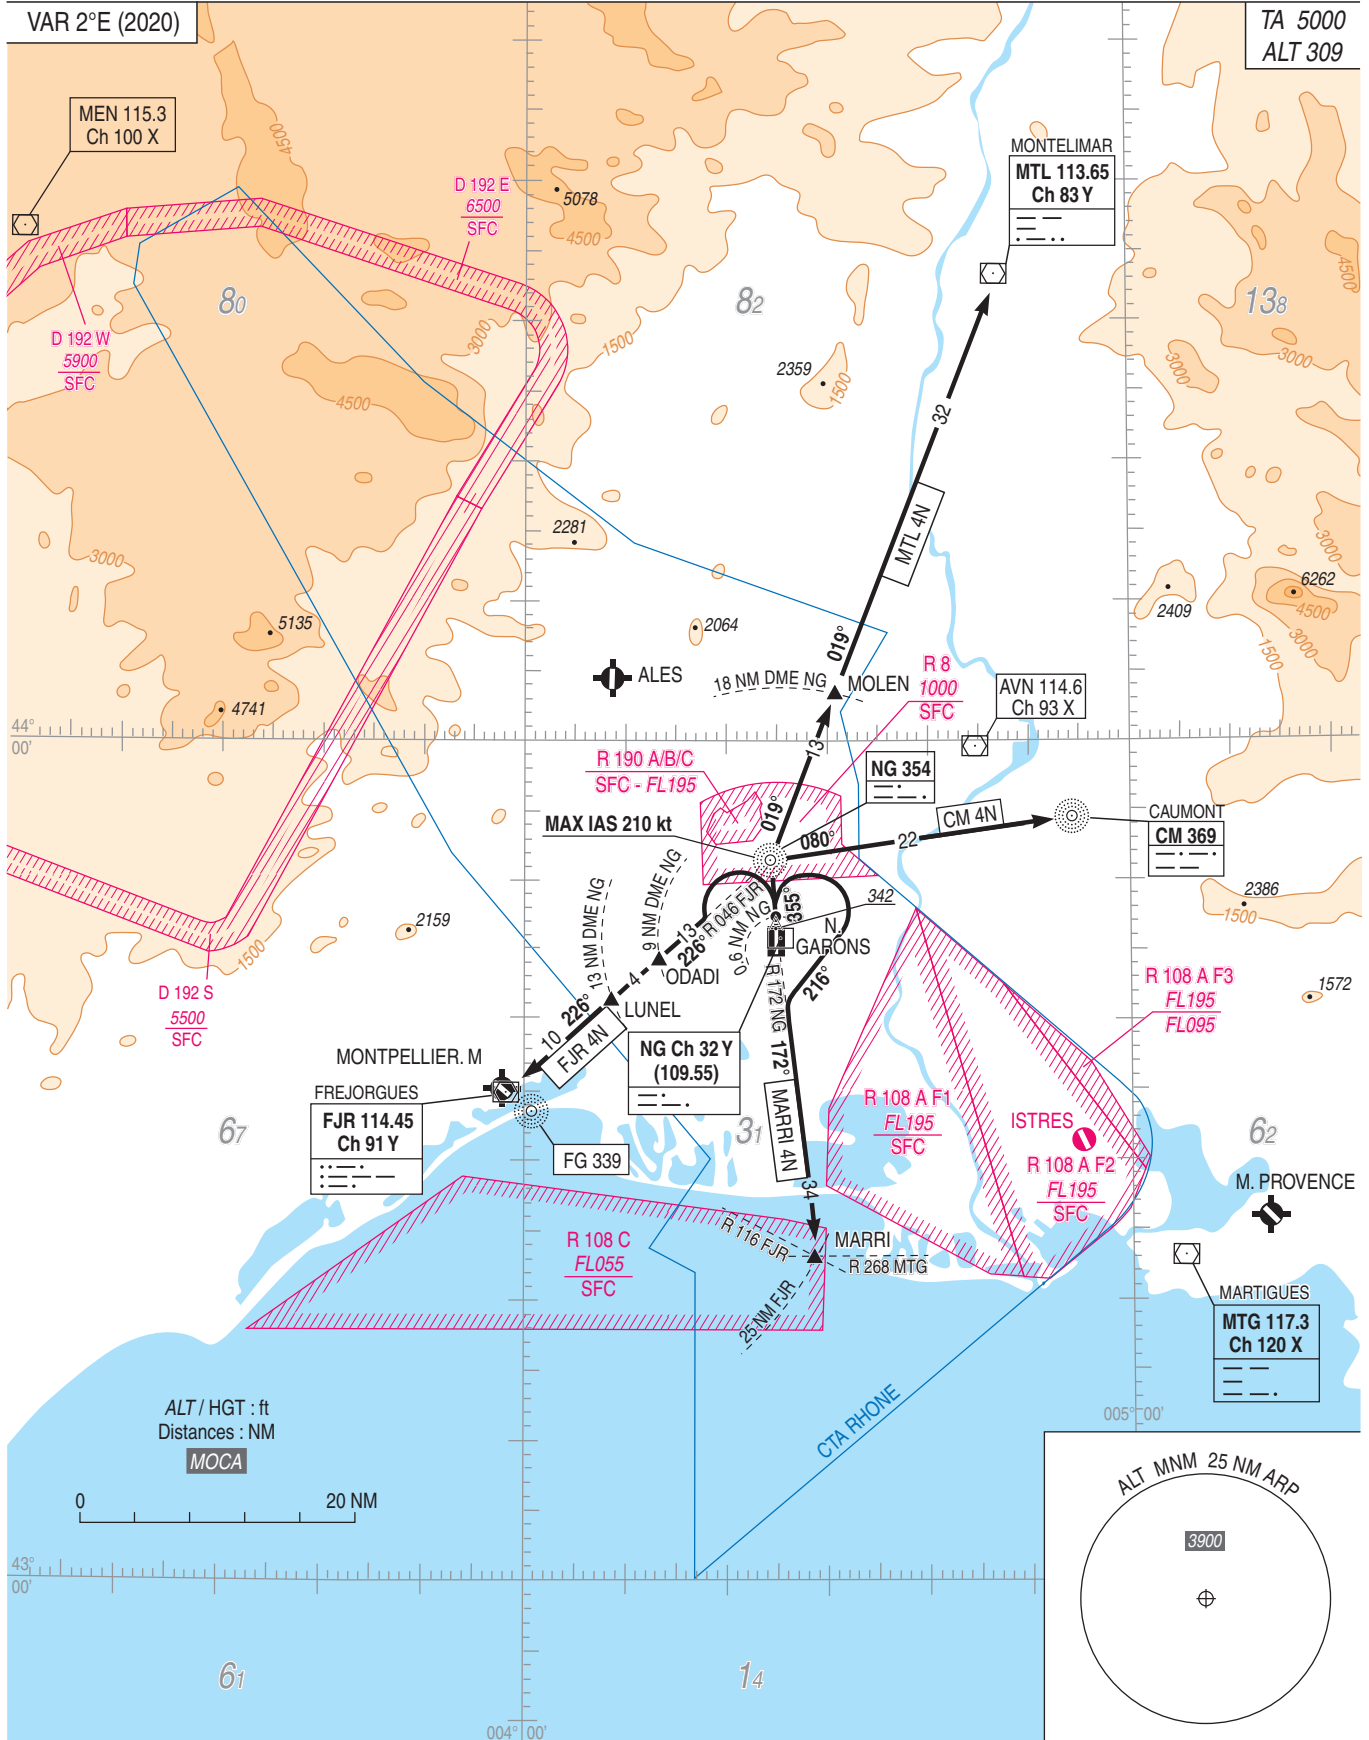 VAR 2°E (2020)
TA 5000
ALT 309
MEN 115.3
Ch 100 X
4500
D 192 E
6500
SFC
5078
4500
MONTELIMAR
MTL 113.65
Ch 83 Y
4500
80
82
138
D 192 W
5900
SFC
3000
1500
2359
1500
3000
3000
4500
32
MTL 4N
3000
2281
3000
5135
2064
2409
6262
4500
3000
1500
019°
ALES
18 NM DME NG
MOLEN
R 8
1000
SFC
AVN 114.6
Ch 93 X
4741
44°
00'
13
R 190 A/B/C
SFC - FL195
NG 354
019°
MAX IAS 210 kt
080°
22
CM 4N
CAUMONT
CM 369
2159
1500
13 NM DME NG
9 NM DME NG
R 046 FJR
13
226°
0.6 NM NG
355°
342
N.
GARONS
2386
1500
4
ODADI
226°
LUNEL
R 172 NG
216°
172°
D 192 S
5500
SFC
R 108 A F3
FL195
FL095
1572
10
FJR 4N
MONTPELLIER. M
NG Ch 32 Y
(109.55)
FREJORGUES
FJR 114.45
Ch 91 Y
67
FG 339
31
MARRI 4N
34
R 108 A F1
FL195
SFC
ISTRES
R 108 A F2
FL195
SFC
62
M. PROVENCE
R 108 C
FL055
SFC
R 116 FJR
MARRI
R 268 MTG
25 NM FJR
MARTIGUES
MTG 117.3
Ch 120 X
ALT / HGT : ft
Distances : NM
MOCA
0
20 NM
CTA RHONE
005° 00'
ALT MNM 25 NM ARP
3900
43°
00'
61
14
004° 00'